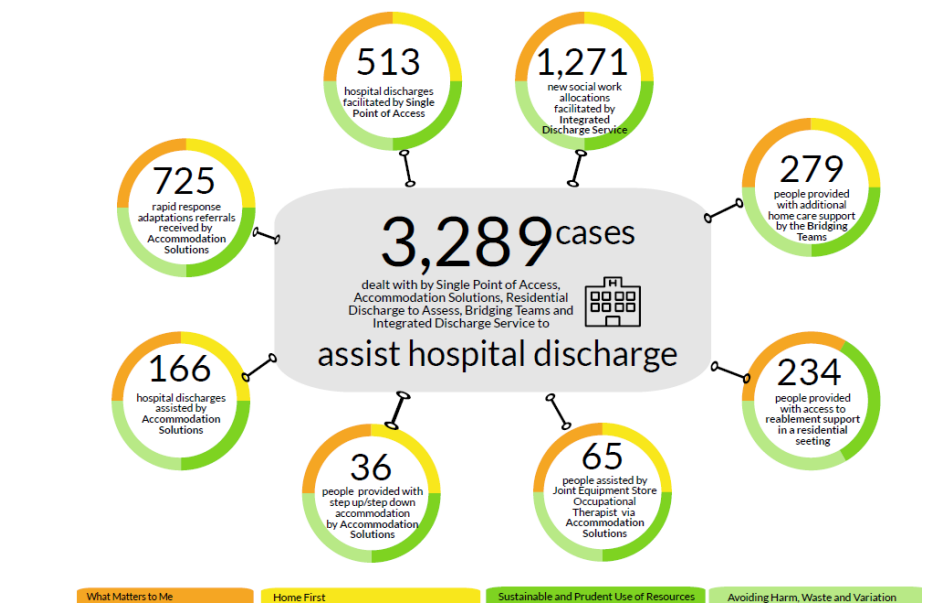 513
hospital discharges
facilitated by Single
Point of Access
1,271
new social work
allocations
facilitated by
Integrated
Discharge Service
725
rapid response
adaptations referrals
received by
Accommodation
Solutions
279
people provided
with additional
home care support
by the Bridging
Teams
3,289 cases
dealt with by Single Point of Access,
Accommodation Solutions, Residential
Discharge to Assess, Bridging Teams and
Integrated Discharge Service to
assist hospital discharge
166
hospital discharges
assisted by
Accommodation
Solutions
234
people provided
with access to
reablement support
in a residential
seeting
36
people provided with
step up/step down
accommodation
by Accommodation
Solutions
65
people assisted by
Joint Equipment Store
Occupational
Therapist via
Accommodation
Solutions
What Matters to Me
Home First
Sustainable and Prudent Use of Resources
Avoiding Harm, Waste and Variation